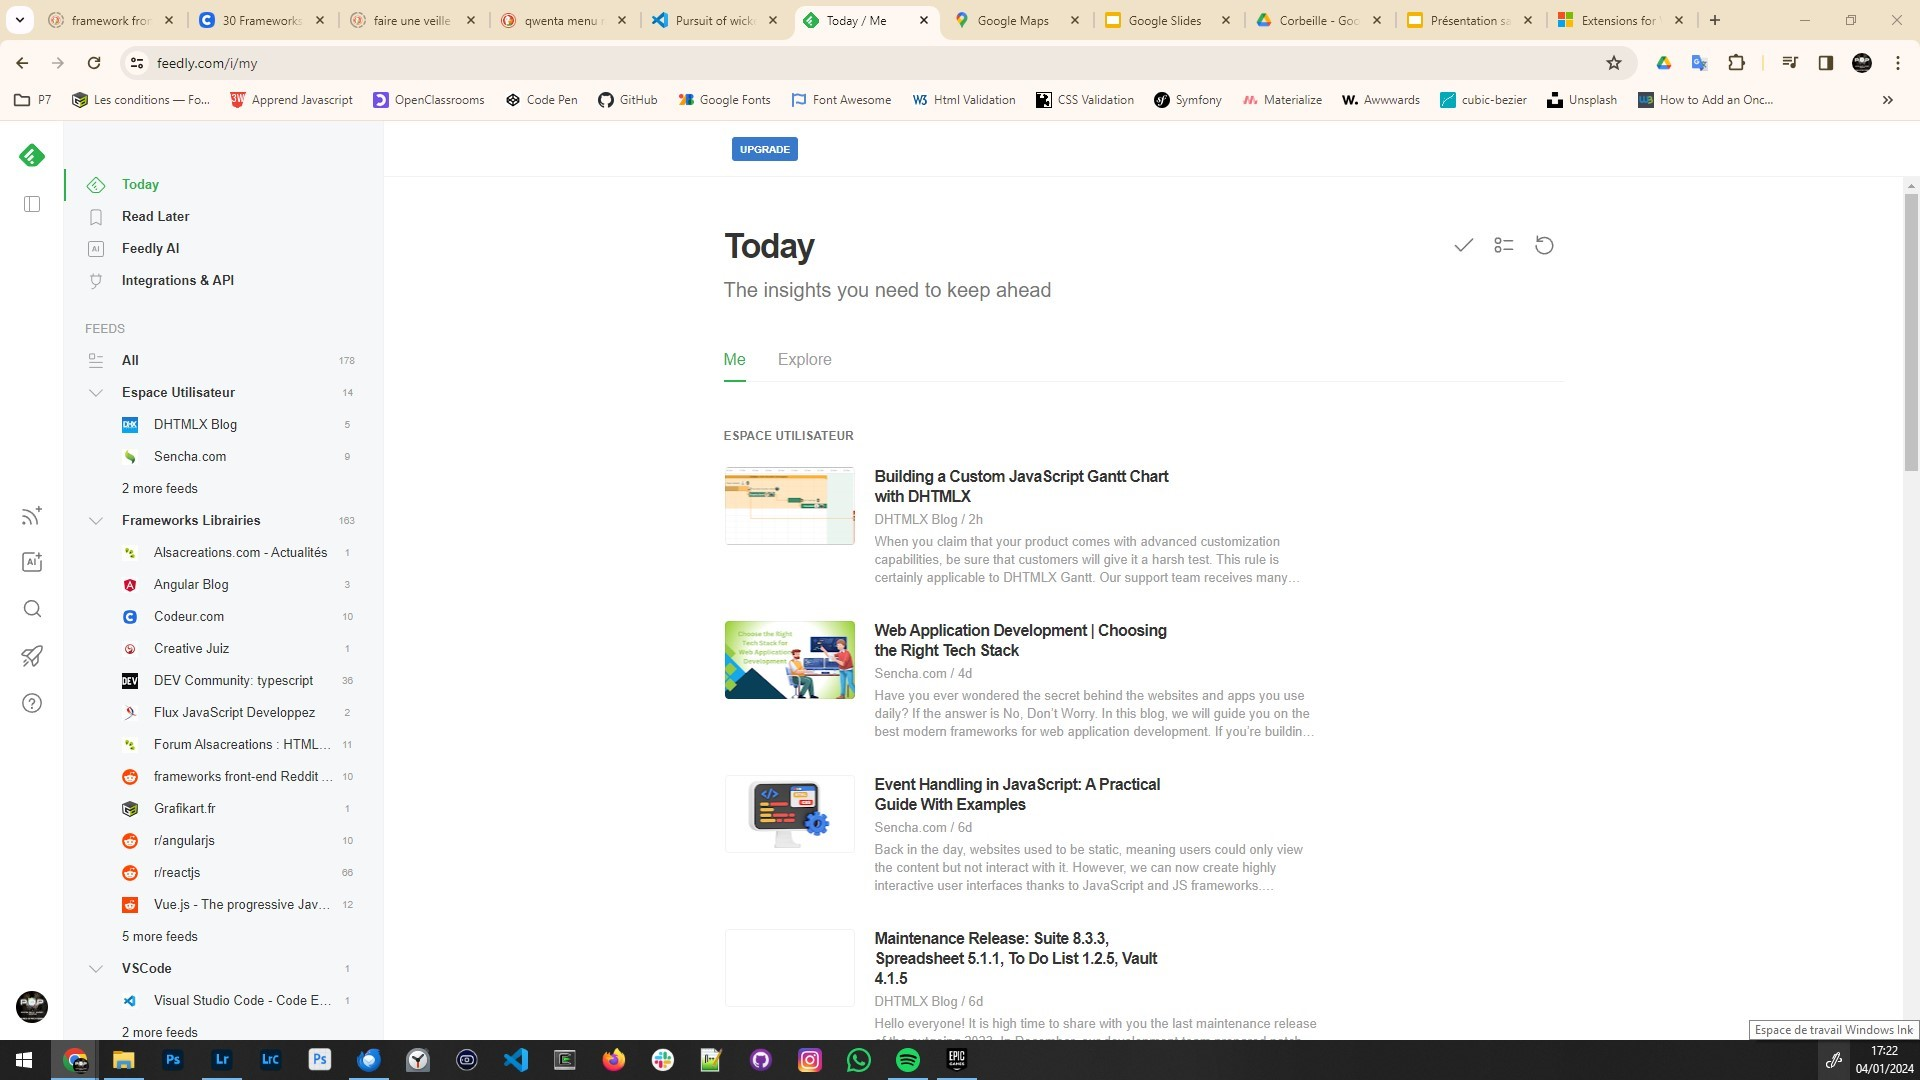 framework fron
30 Frameworks
faire une veille
qwenta menu
Pursuit of wicke
Today / Me
Google Maps
Google Slides
Corbeille - Goo
Présentation sa
Extensions for
feedly.com/i/my
P7
Les conditions — Fo...
Apprend Javascript
OpenClassrooms
Code Pen
GitHub
Google Fonts
Font Awesome
Html Validation
CSS Validation
Symfony
Materialize
Awwwards
cubic-bezier
Unsplash
How to Add an Onc...
UPGRADE
Today
Read Later
Feedly AI
Integrations & API
FEEDS
All 178
Espace Utilisateur 14
DHTMLX Blog 5
Sencha.com 9
2 more feeds
Frameworks Librairies 163
Alsacreations.com - Actualités 1
Angular Blog 3
Codeur.com 10
Creative Juiz 1
DEV Community: typescript 36
Flux JavaScript Developpez 2
Forum Alsacreations : HTML... 11
frameworks front-end Reddit ... 10
Grafikart.fr 1
r/angularjs 10
r/reactjs 66
Vue.js - The progressive Jav... 12
5 more feeds
VSCode 1
Visual Studio Code - Code E... 1
2 more feeds
Today
The insights you need to keep ahead
Me
Explore
ESPACE UTILISATEUR
Building a Custom JavaScript Gantt Chart
with DHTMLX
DHTMLX Blog / 2h
When you claim that your product comes with advanced customization
capabilities, be sure that customers will give it a harsh test. This rule is
certainly applicable to DHTMLX Gantt. Our support team receives many…
Choose the Right
Tech Stack for
Web Application
Development
Web Application Development | Choosing
the Right Tech Stack
Sencha.com / 4d
Have you ever wondered the secret behind the websites and apps you use
daily? If the answer is No, Don’t Worry. In this blog, we will guide you on the
best modern frameworks for web application development. If you’re buildin…
Event Handling in JavaScript: A Practical
Guide With Examples
Sencha.com / 6d
Back in the day, websites used to be static, meaning users could only view
the content but not interact with it. However, we can now create highly
interactive user interfaces thanks to JavaScript and JS frameworks.…
Maintenance Release: Suite 8.3.3,
Spreadsheet 5.1.1, To Do List 1.2.5, Vault
4.1.5
DHTMLX Blog / 6d
Hello everyone! It is high time to share with you the last maintenance release
Espace de travail Windows Ink
17:22
04/01/2024